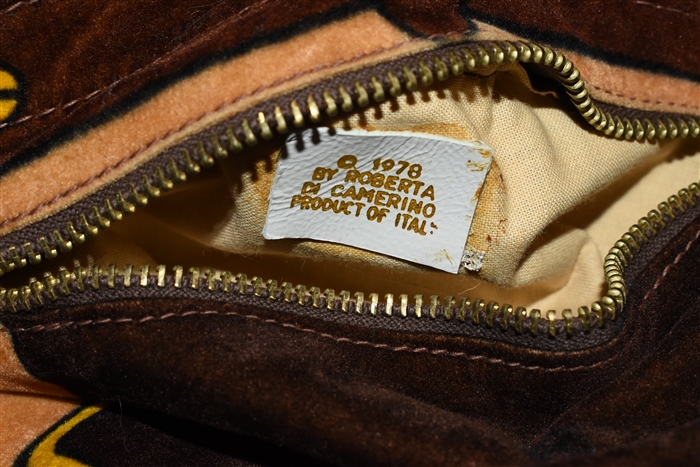 © 1978
BY ROBERTA
DI CAMERINO
PRODUCT OF ITALY